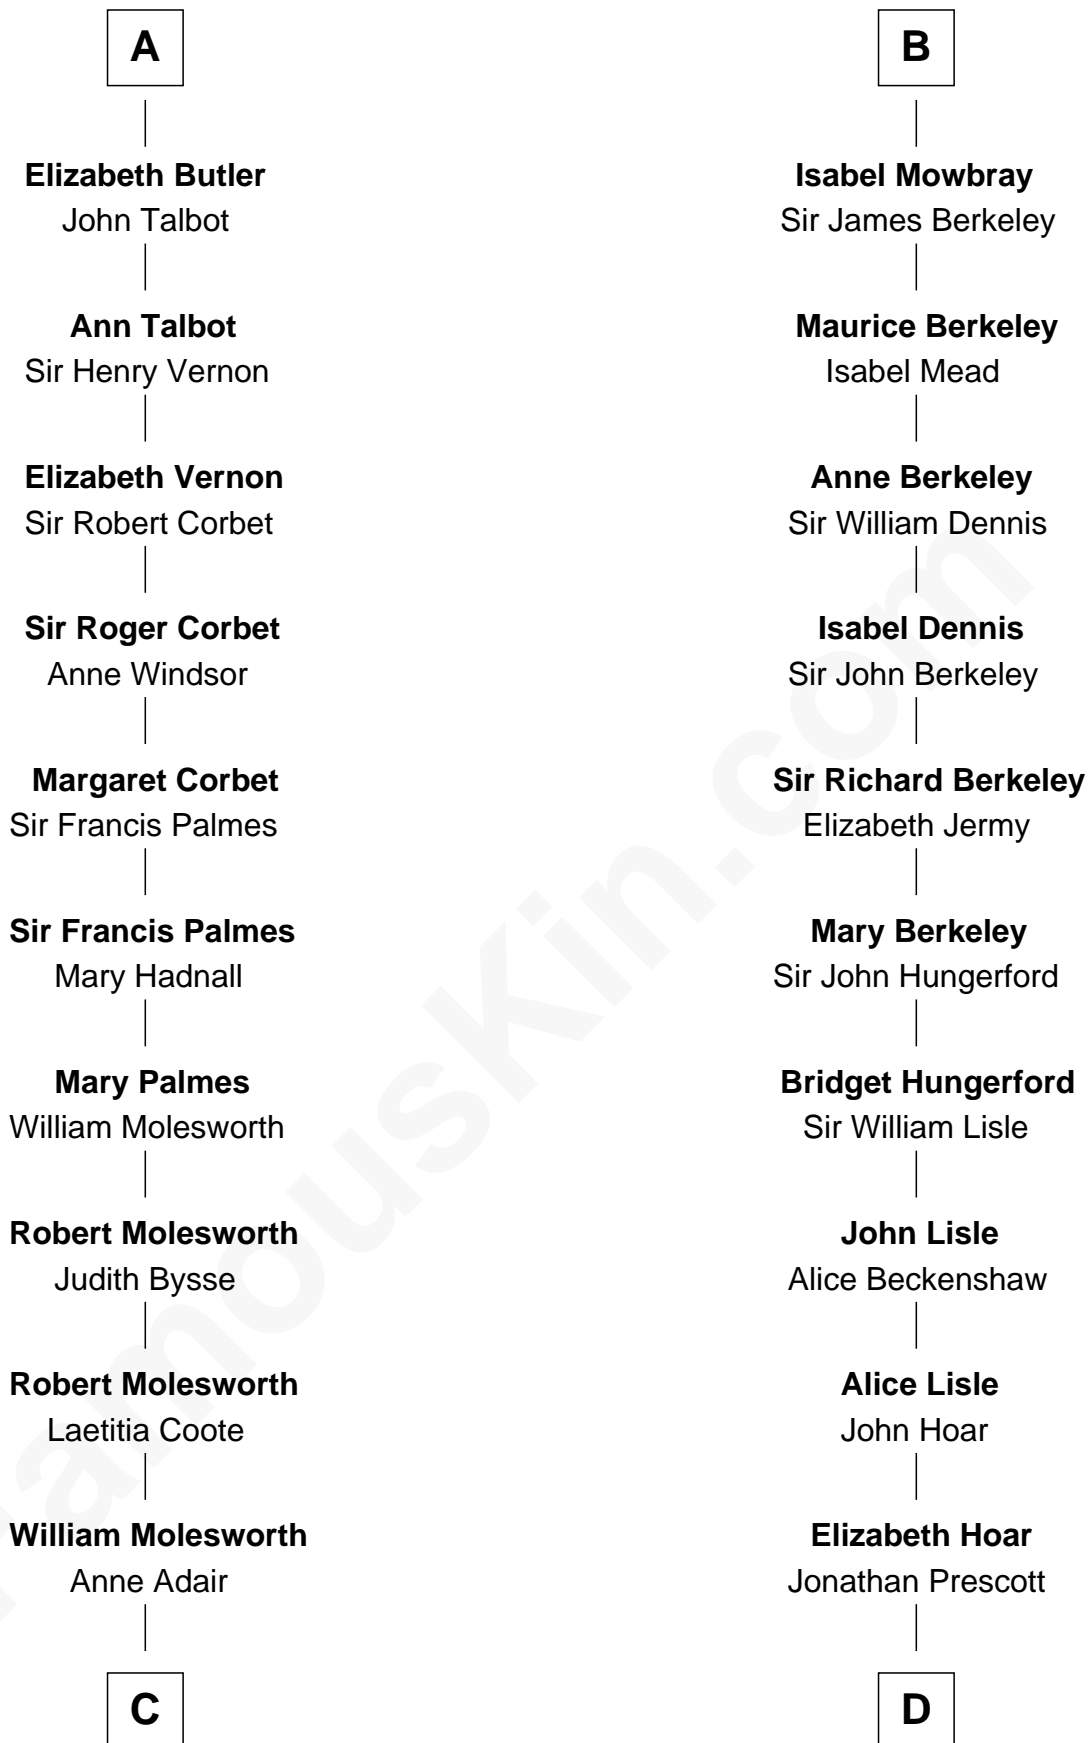 A
Elizabeth Butler
John Talbot
Ann Talbot
Sir Henry Vernon
Elizabeth Vernon
Sir Robert Corbet
Sir Roger Corbet
Anne Windsor
Margaret Corbet
Sir Francis Palmes
Sir Francis Palmes
Mary Hadnall
Mary Palmes
William Molesworth
Robert Molesworth
Judith Bysse
Robert Molesworth
Laetitia Coote
William Molesworth
Anne Adair
C
B
Isabel Mowbray
Sir James Berkeley
Maurice Berkeley
Isabel Mead
Anne Berkeley
Sir William Dennis
Isabel Dennis
Sir John Berkeley
Sir Richard Berkeley
Elizabeth Jermy
Mary Berkeley
Sir John Hungerford
Bridget Hungerford
Sir William Lisle
John Lisle
Alice Beckenshaw
Alice Lisle
John Hoar
Elizabeth Hoar
Jonathan Prescott
D
FamousKin.com